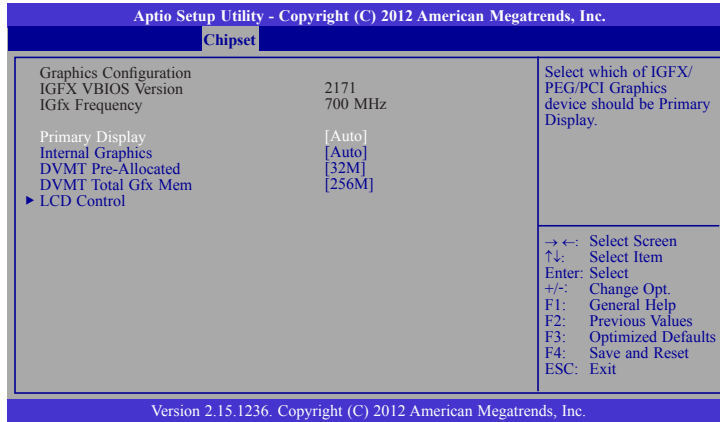 Aptio Setup Utility - Copyright (C) 2012 American Megatrends, Inc.
Chipset
Graphics Configuration
IGFX VBIOS Version 2171
IGfx Frequency 700 MHz
Primary Display [Auto]
Internal Graphics [Auto]
DVMT Pre-Allocated [32M]
DVMT Total Gfx Mem [256M]
▶ LCD Control
Select which of IGFX/
PEG/PCI Graphics
device should be Primary
Display.
→ ←: Select Screen
↑↓: Select Item
Enter: Select
+/-: Change Opt.
F1: General Help
F2: Previous Values
F3: Optimized Defaults
F4: Save and Reset
ESC: Exit
Version 2.15.1236. Copyright (C) 2012 American Megatrends, Inc.